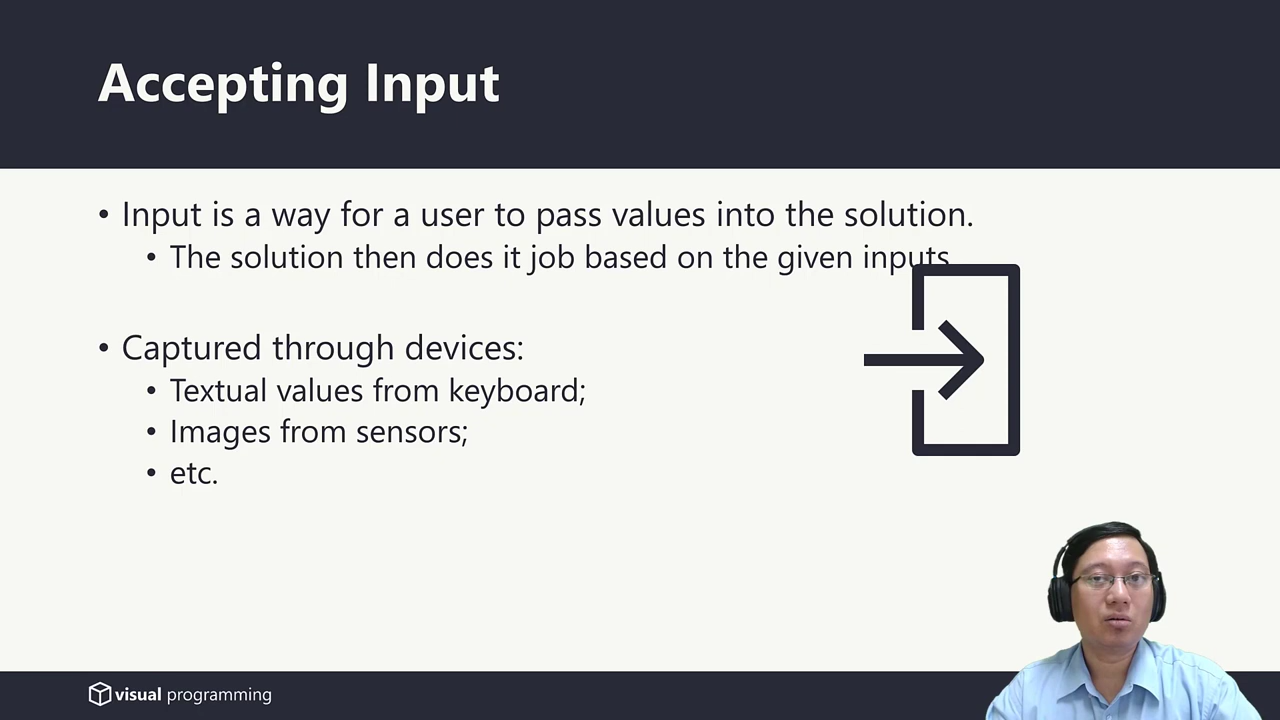 Accepting Input
• Input is a way for a user to pass values into the solution.
• The solution then does it job based on the given inputs.
• Captured through devices:
• Textual values from keyboard;
• Images from sensors;
• etc.
visual programming